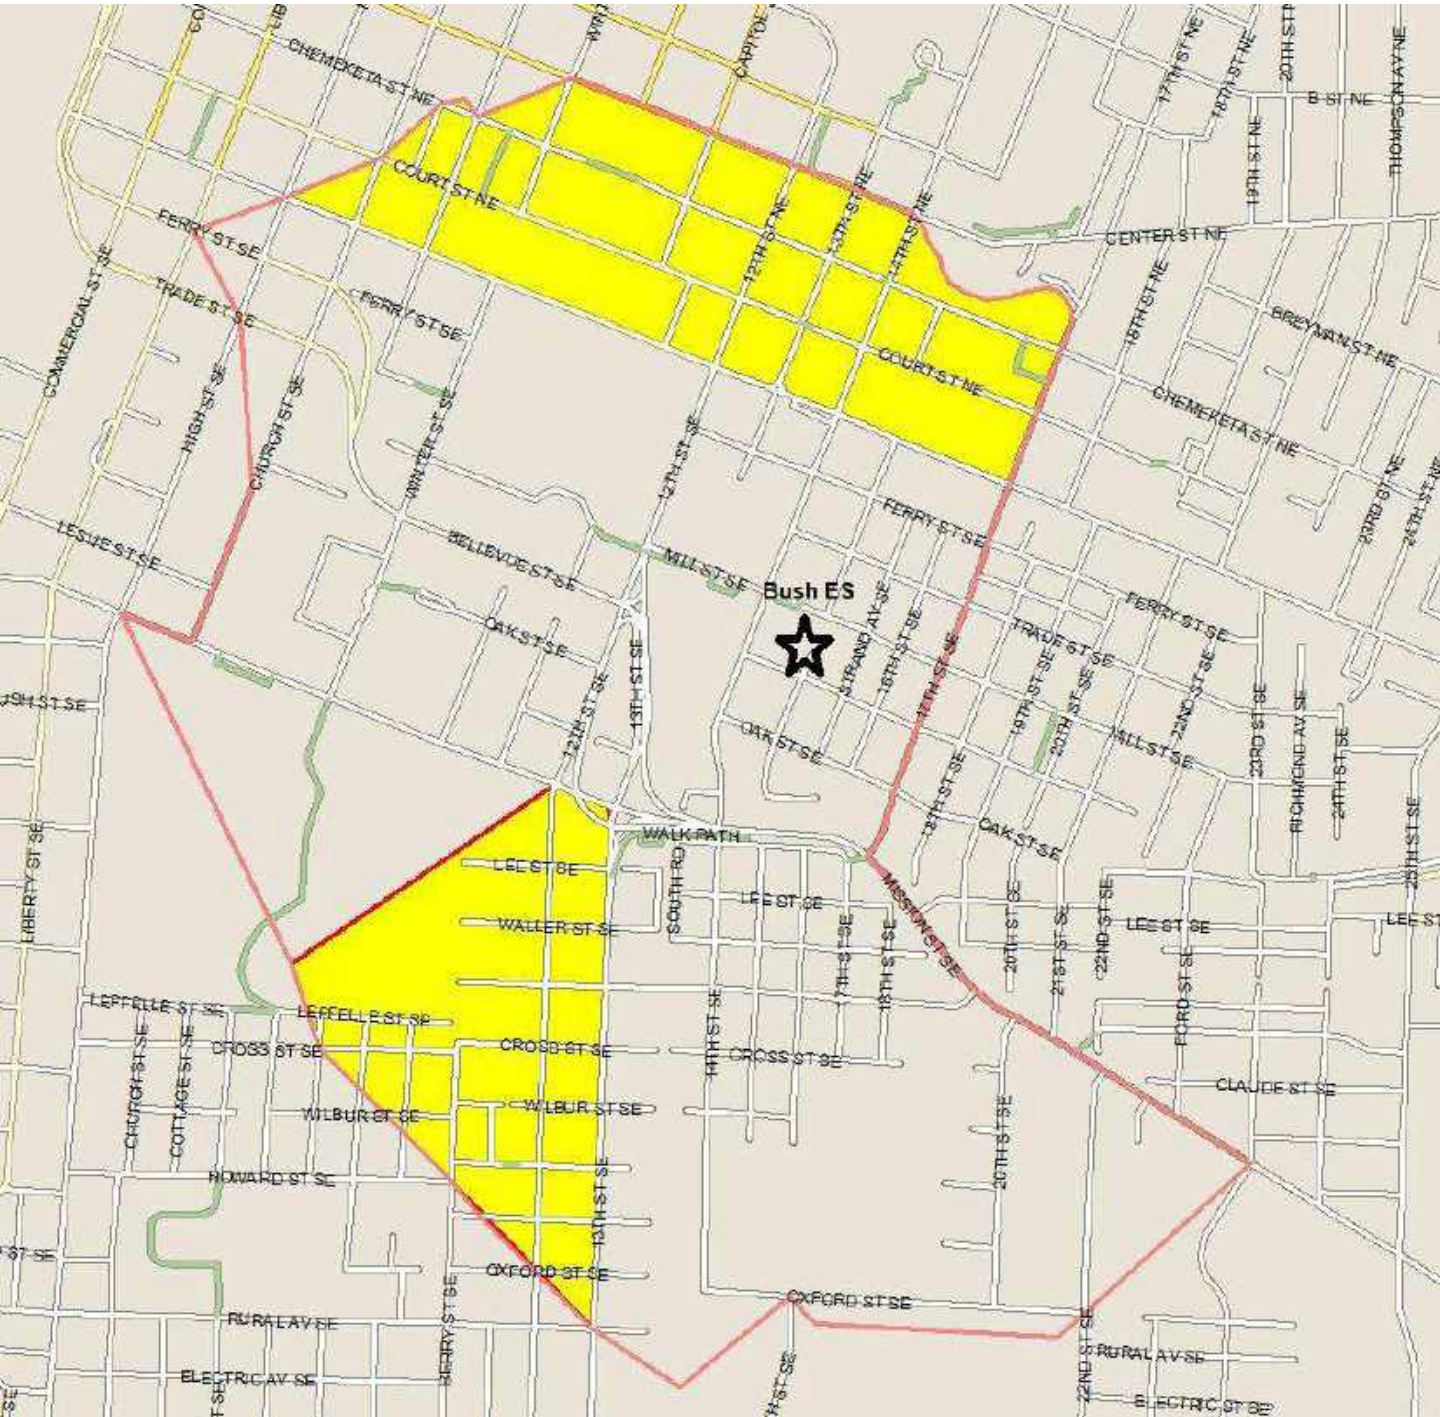 CHEMEKETA ST NE
CAPITOL
17TH ST NE
18TH ST NE
20TH ST N
THOMPSON AV NE
B ST NE
19TH ST NE
COURT ST NE
FERRY ST SE
12TH ST NE
13TH ST NE
14TH ST NE
CENTER ST NE
COMMERCIAL ST SE
TRADE ST SE
FERRY ST SE
18TH ST NE
BREYMAN ST NE
COURT ST NE
CHEMEKETA ST NE
HIGH ST SE
CHURCH ST SE
WINTER ST SE
12TH ST SE
23RD ST NE
24TH ST NE
LESLIE ST SE
BELLEVUE ST SE
MILL ST SE
FERRY ST SE
Bush ES
FERRY ST SE
TRADE ST SE
OAK ST SE
STRAND AV SE
16TH ST SE
17TH ST SE
19TH ST SE
20TH ST SE
22ND ST SE
13TH ST SE
12TH ST SE
OAK ST SE
MILL ST SE
23RD ST SE
RICHMOND AV SE
24TH ST SE
18TH ST SE
OAK ST SE
25TH ST SE
LIBERTY ST SE
WALK PATH
LEE ST SE
SOUTH RD
LEE ST SE
MISSION ST SE
WALLER ST SE
17TH ST SE
18TH ST SE
20TH ST SE
21ST ST SE
22ND ST SE
LEE ST SE
LEE ST
FORD ST SE
LEFFELLE ST SE
LEFFELLE ST SE
CHURCH ST SE
COTTAGE ST SE
CROSS ST SE
CROSS ST SE
14TH ST SE
CROSS ST SE
CLAUDE ST SE
WILBUR ST SE
WILBUR ST SE
20TH ST SE
HOWARD ST SE
13TH ST SE
OXFORD ST SE
OXFORD ST SE
RURAL AV SE
22ND ST SE
RURAL AV SE
ELECTRIC AV SE
ELECTRIC ST SE